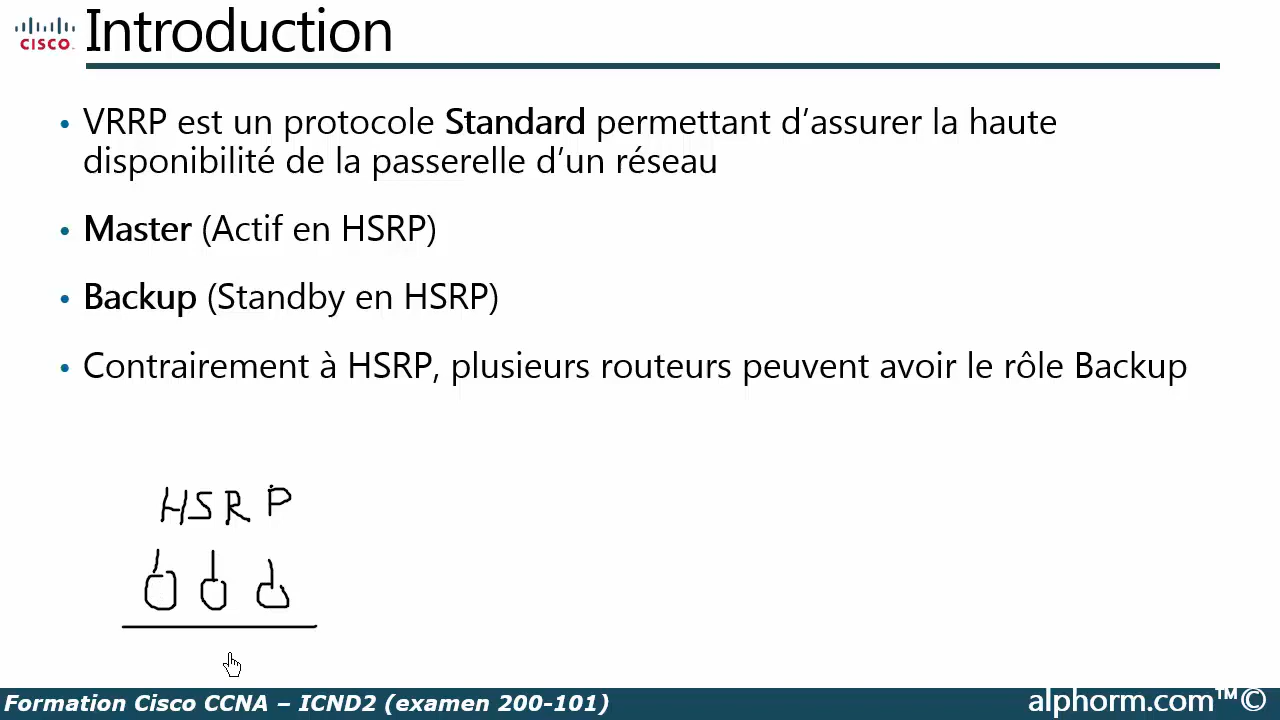 CISCO
Introduction
• VRRP est un protocole Standard permettant d’assurer la haute
disponibilité de la passerelle d’un réseau
• Master (Actif en HSRP)
• Backup (Standby en HSRP)
• Contrairement à HSRP, plusieurs routeurs peuvent avoir le rôle Backup
HSRP
Formation Cisco CCNA – ICND2 (examen 200-101)
alphorm.com™©